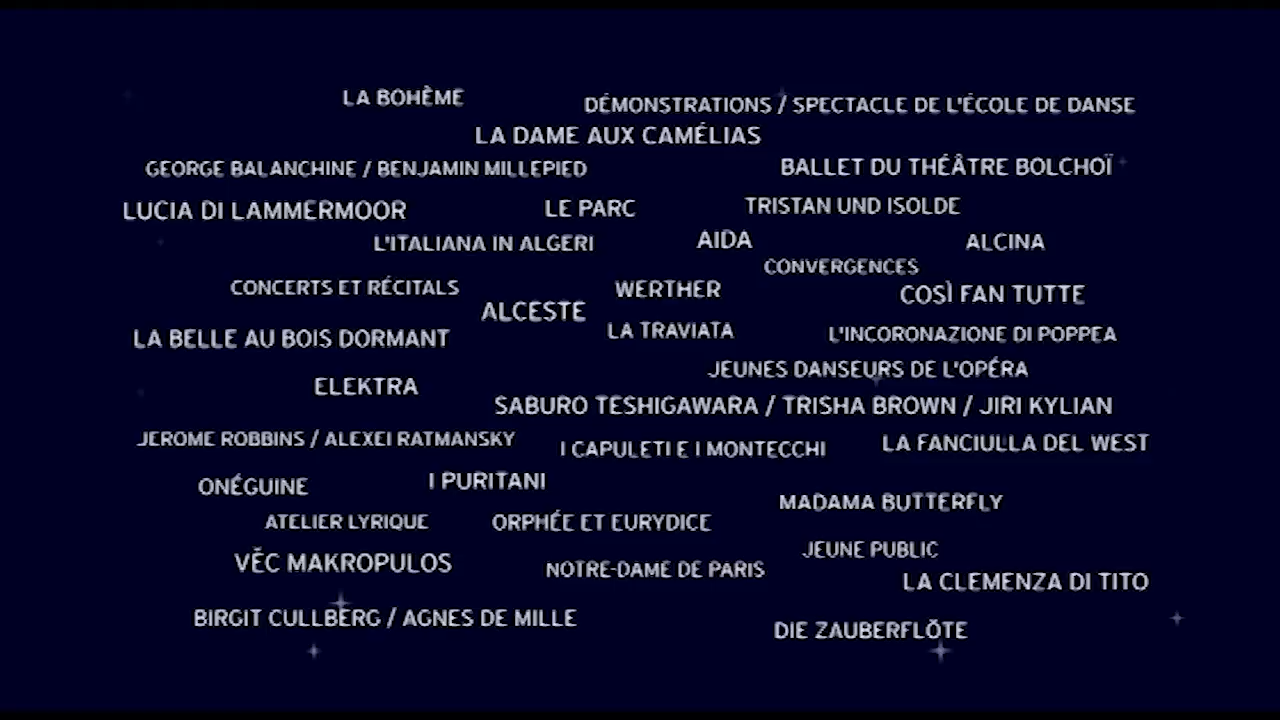 LA BOHÈME
DÉMONSTRATIONS / SPECTACLE DE L'ÉCOLE DE DANSE
LA DAME AUX CAMÉLIAS
GEORGE BALANCHINE / BENJAMIN MILLEPIED
BALLET DU THÉÂTRE BOLCHOÏ
LUCIA DI LAMMERMOOR
LE PARC
TRISTAN UND ISOLDE
L'ITALIANA IN ALGERI
AIDA
ALCINA
CONVERGENCES
CONCERTS ET RÉCITALS
WERTHER
COSÌ FAN TUTTE
ALCESTE
LA TRAVIATA
L'INCORONAZIONE DI POPPEA
LA BELLE AU BOIS DORMANT
JEUNES DANSEURS DE L'OPÉRA
ELEKTRA
SABURO TESHIGAWARA / TRISHA BROWN / JIRI KYLIAN
JEROME ROBBINS / ALEXEI RATMANSKY
I CAPULETI E I MONTECCHI
LA FANCIULLA DEL WEST
ONÉGUINE
I PURITANI
MADAMA BUTTERFLY
ATELIER LYRIQUE
ORPHÉE ET EURYDICE
JEUNE PUBLIC
VĚC MAKROPULOS
NOTRE-DAME DE PARIS
LA CLEMENZA DI TITO
BIRGIT CULLBERG / AGNES DE MILLE
DIE ZAUBERFLÖTE